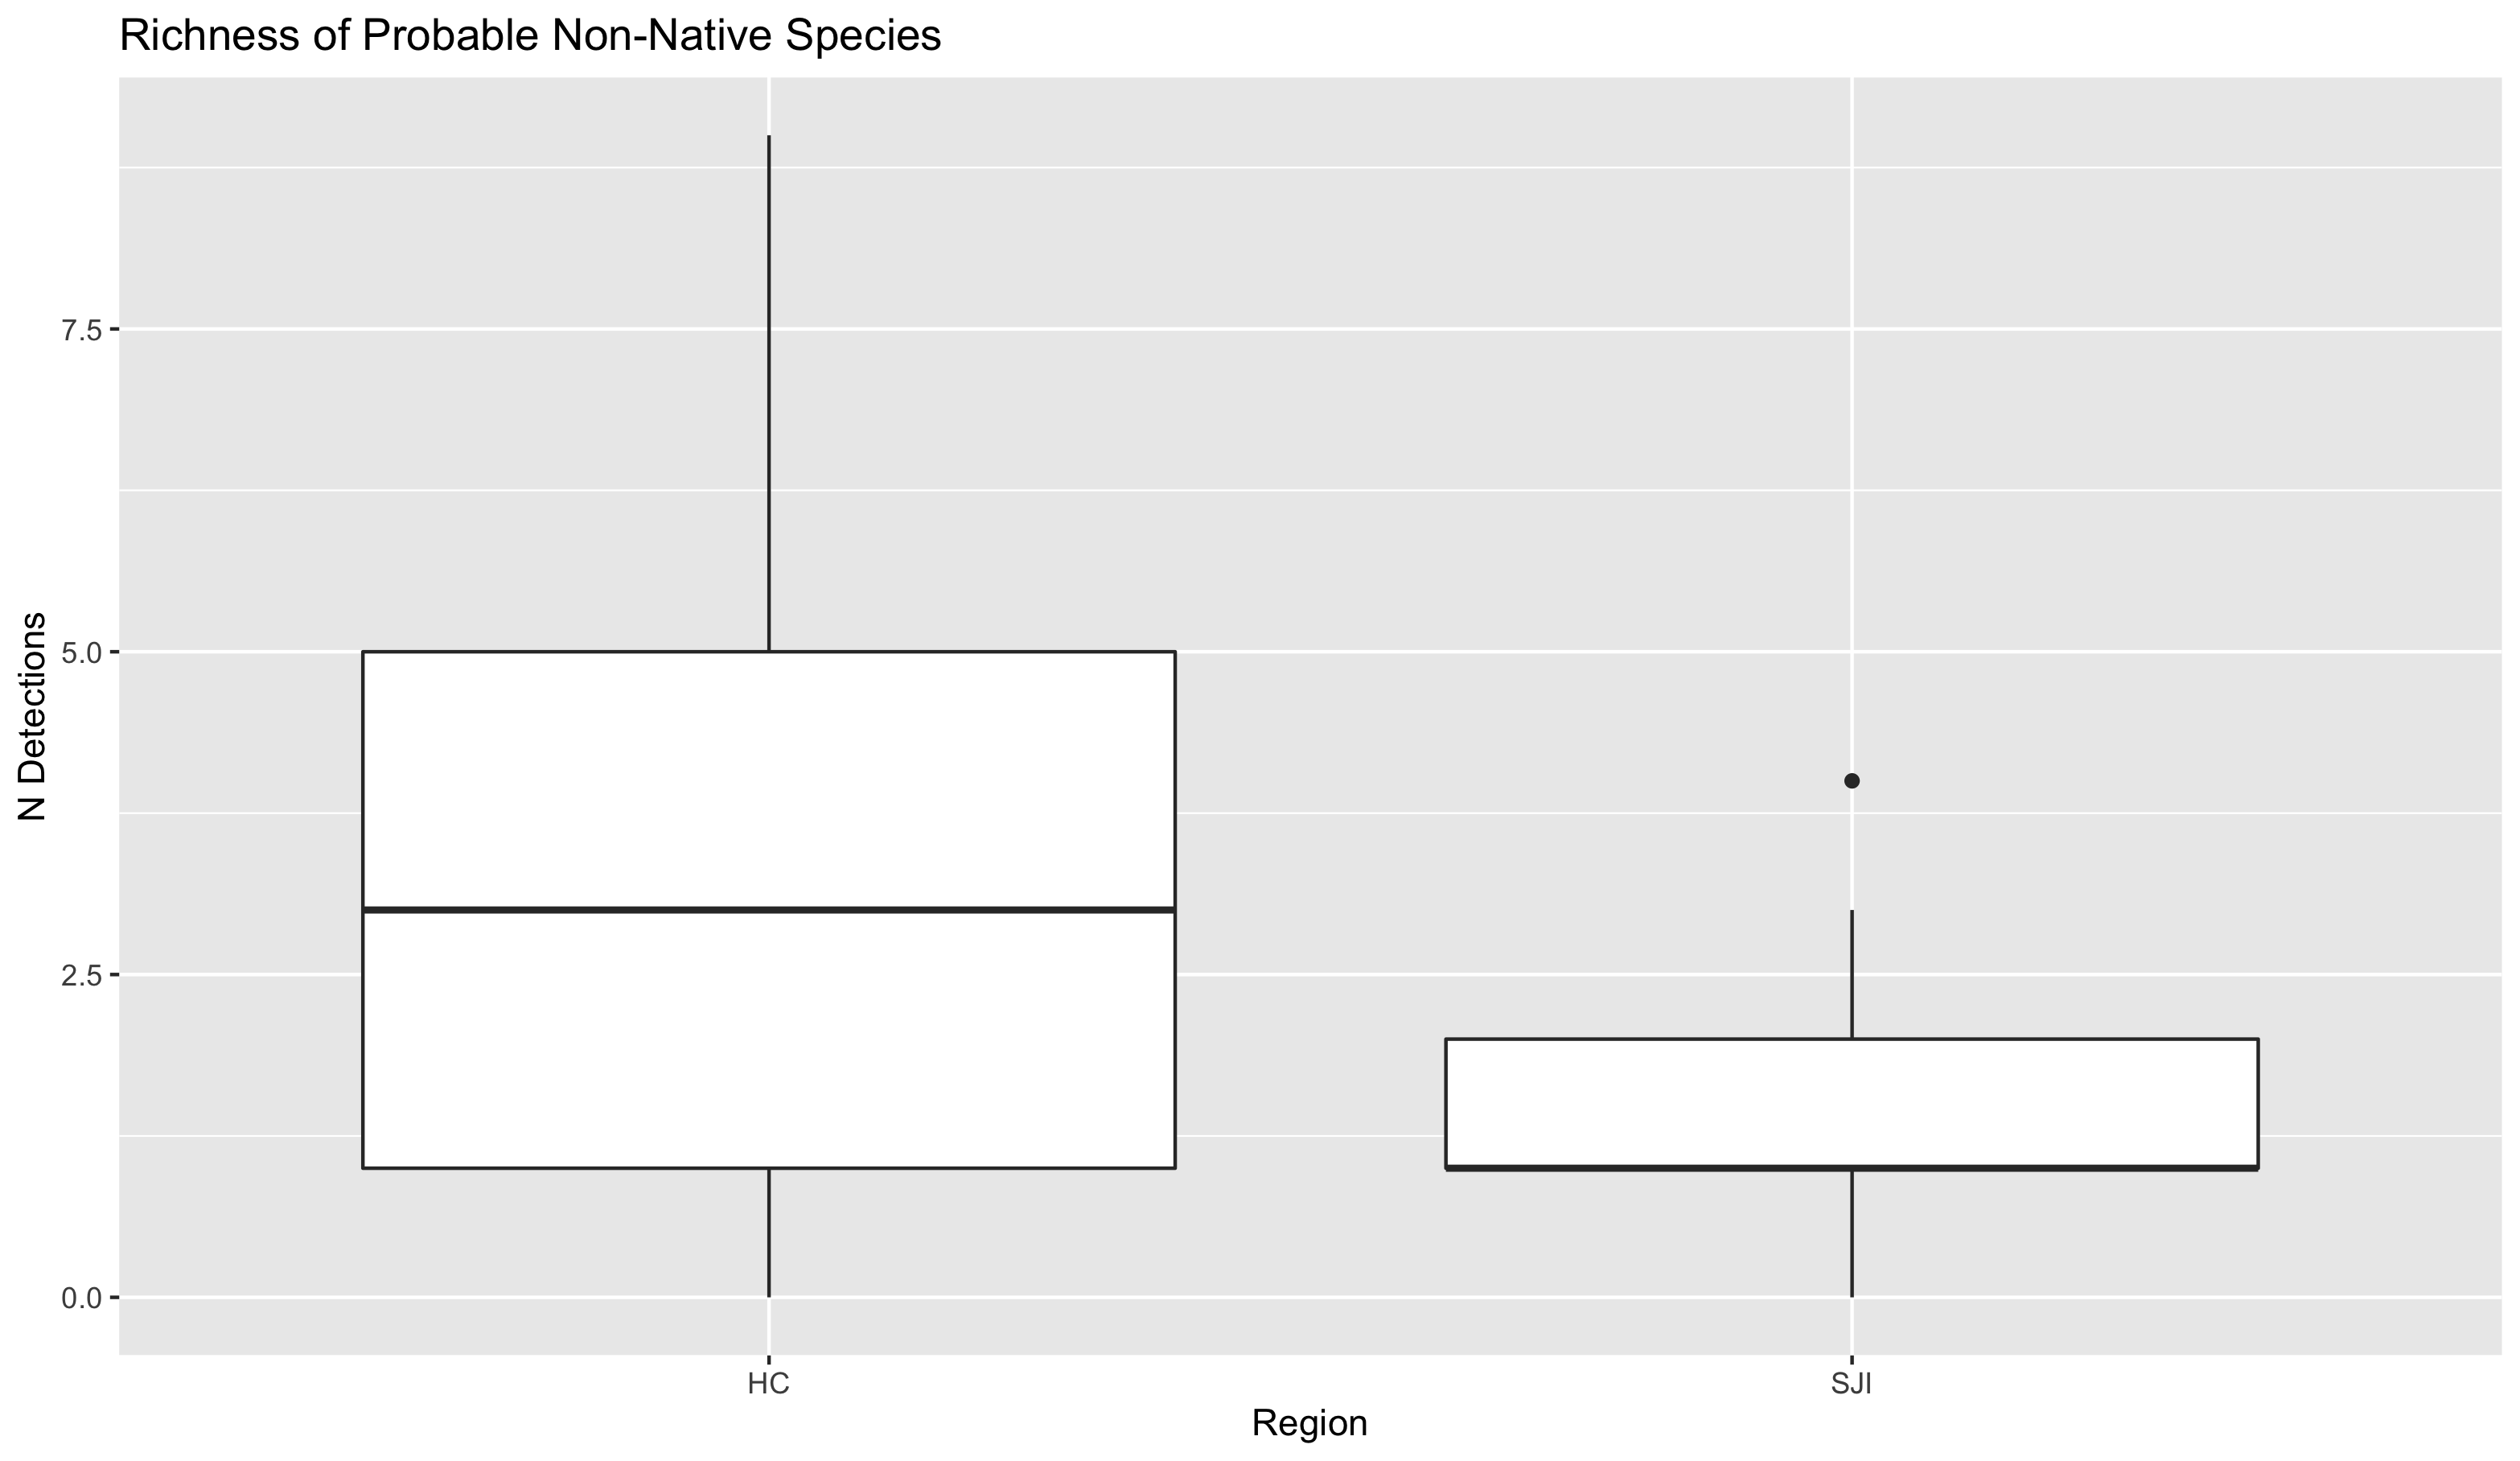 Richness of Probable Non-Native Species
N Detections
7.5
5.0
2.5
0.0
HC
SJI
Region